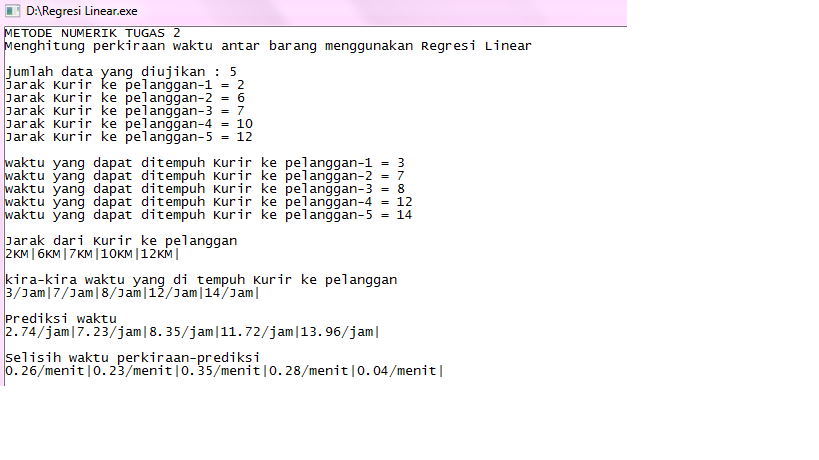 D:\Regresi Linear.exe
METODE NUMERIK TUGAS 2
Menghitung perkiraan waktu antar barang menggunakan Regresi Linear
jumlah data yang diujikan : 5
Jarak Kurir ke pelanggan-1 = 2
Jarak Kurir ke pelanggan-2 = 6
Jarak Kurir ke pelanggan-3 = 7
Jarak Kurir ke pelanggan-4 = 10
Jarak Kurir ke pelanggan-5 = 12
waktu yang dapat ditempuh Kurir ke pelanggan-1 = 3
waktu yang dapat ditempuh Kurir ke pelanggan-2 = 7
waktu yang dapat ditempuh Kurir ke pelanggan-3 = 8
waktu yang dapat ditempuh Kurir ke pelanggan-4 = 12
waktu yang dapat ditempuh Kurir ke pelanggan-5 = 14
Jarak dari Kurir ke pelanggan
2KM|6KM|7KM|10KM|12KM|
kira-kira waktu yang di tempuh Kurir ke pelanggan
3/Jam|7/Jam|8/Jam|12/Jam|14/Jam|
Prediksi waktu
2.74/jam|7.23/jam|8.35/jam|11.72/jam|13.96/jam|
Selisih waktu perkiraan-prediksi
0.26/menit|0.23/menit|0.35/menit|0.28/menit|0.04/menit|